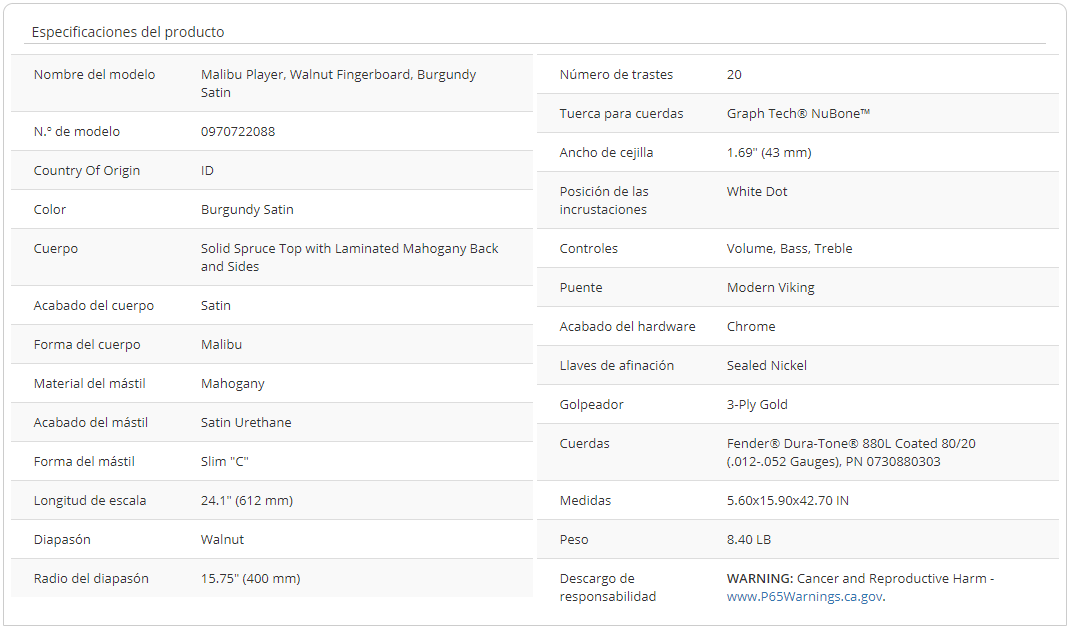 Especificaciones del producto
Nombre del modelo Malibu Player, Walnut Fingerboard, Burgundy
Satin
N.º de modelo 0970722088
Country Of Origin ID
Color Burgundy Satin
Cuerpo Solid Spruce Top with Laminated Mahogany Back
and Sides
Acabado del cuerpo Satin
Forma del cuerpo Malibu
Material del mástil Mahogany
Acabado del mástil Satin Urethane
Forma del mástil Slim "C"
Longitud de escala 24.1" (612 mm)
Diapasón Walnut
Radio del diapasón 15.75" (400 mm)
Número de trastes 20
Tuerca para cuerdas Graph Tech® NuBone™
Ancho de cejilla 1.69" (43 mm)
Posición de las White Dot
incrustaciones
Controles Volume, Bass, Treble
Puente Modern Viking
Acabado del hardware Chrome
Llaves de afinación Sealed Nickel
Golpeador 3-Ply Gold
Cuerdas Fender® Dura-Tone® 880L Coated 80/20
(.012-.052 Gauges), PN 0730880303
Medidas 5.60x15.90x42.70 IN
Peso 8.40 LB
Descargo de WARNING: Cancer and Reproductive Harm -
responsabilidad www.P65Warnings.ca.gov.